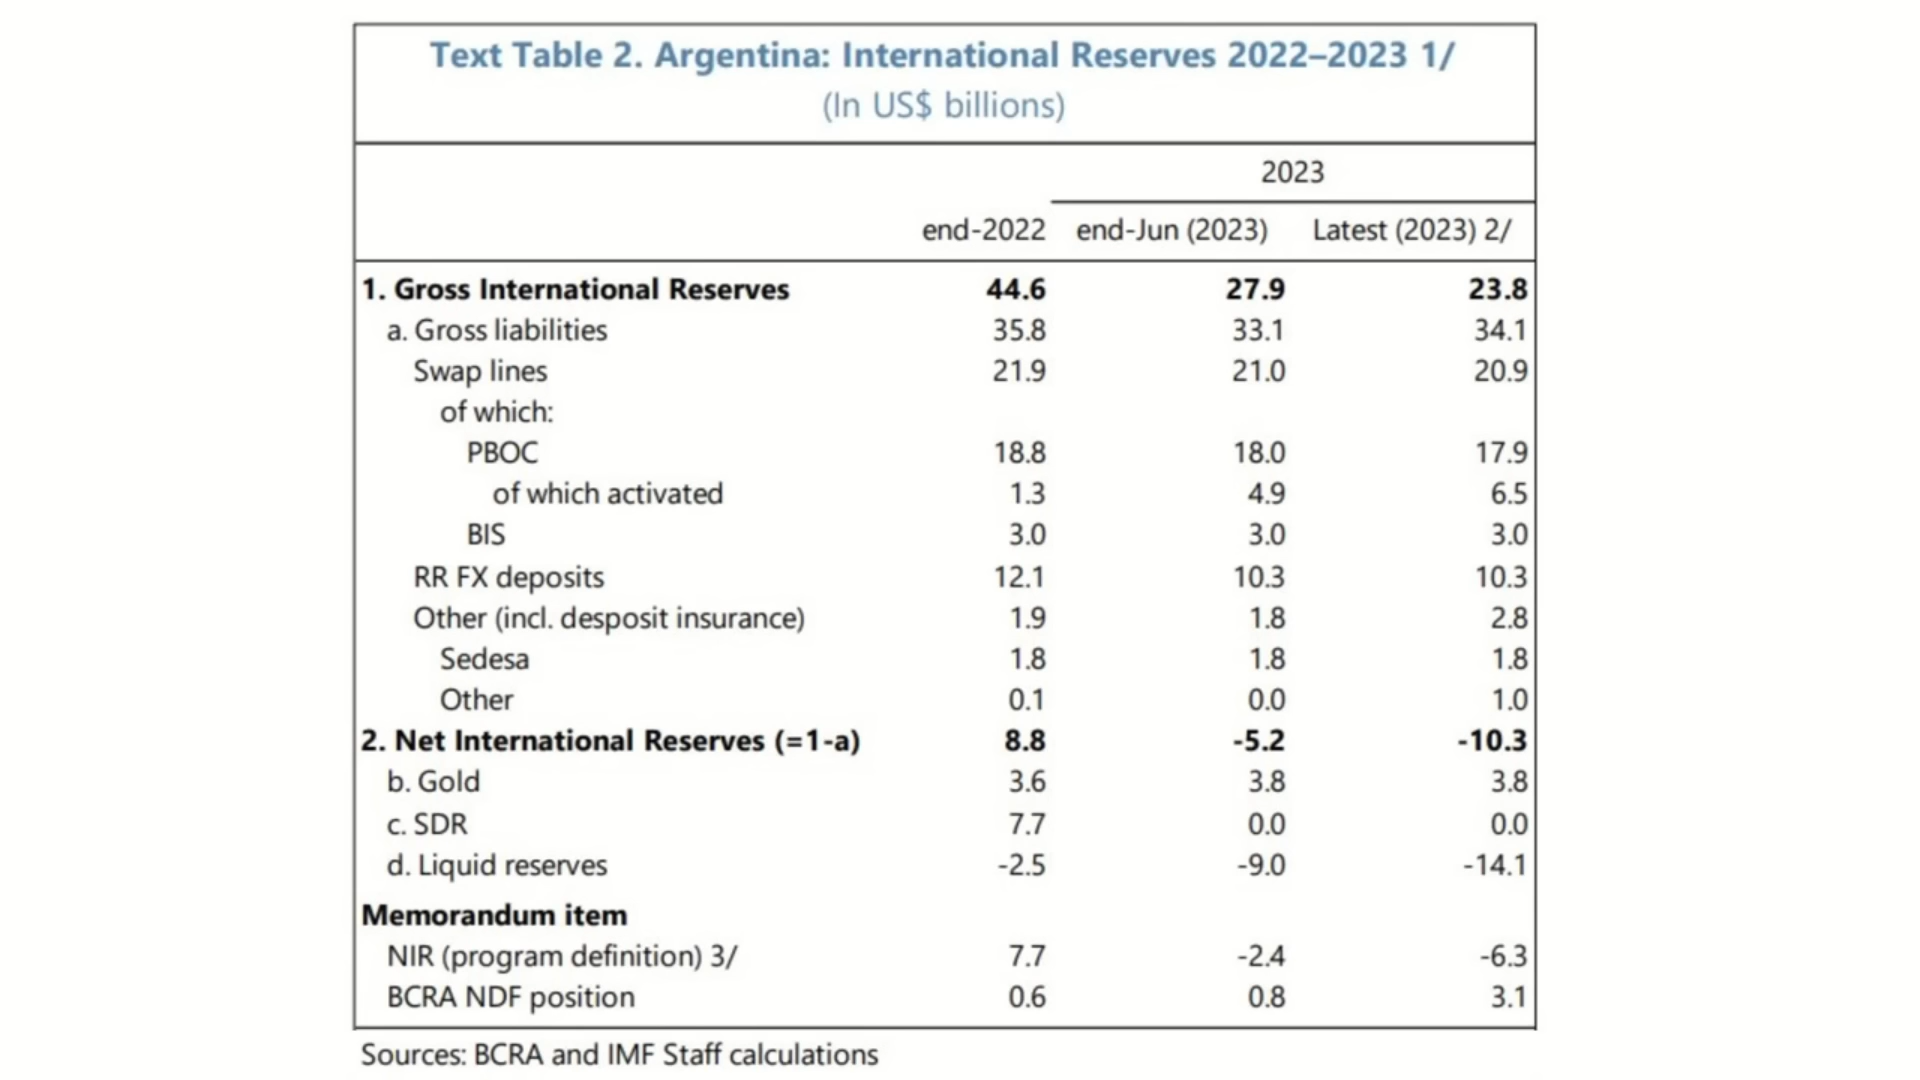 Text Table 2. Argentina: International Reserves 2022–2023 1/
(In US$ billions)
2023
end-2022 end-Jun (2023) Latest (2023) 2/
1. Gross International Reserves 44.6 27.9 23.8
a. Gross liabilities 35.8 33.1 34.1
Swap lines 21.9 21.0 20.9
of which:
PBOC 18.8 18.0 17.9
of which activated 1.3 4.9 6.5
BIS 3.0 3.0 3.0
RR FX deposits 12.1 10.3 10.3
Other (incl. desposit insurance) 1.9 1.8 2.8
Sedesa 1.8 1.8 1.8
Other 0.1 0.0 1.0
2. Net International Reserves (=1-a) 8.8 -5.2 -10.3
b. Gold 3.6 3.8 3.8
c. SDR 7.7 0.0 0.0
d. Liquid reserves -2.5 -9.0 -14.1
Memorandum item
NIR (program definition) 3/ 7.7 -2.4 -6.3
BCRA NDF position 0.6 0.8 3.1
Sources: BCRA and IMF Staff calculations